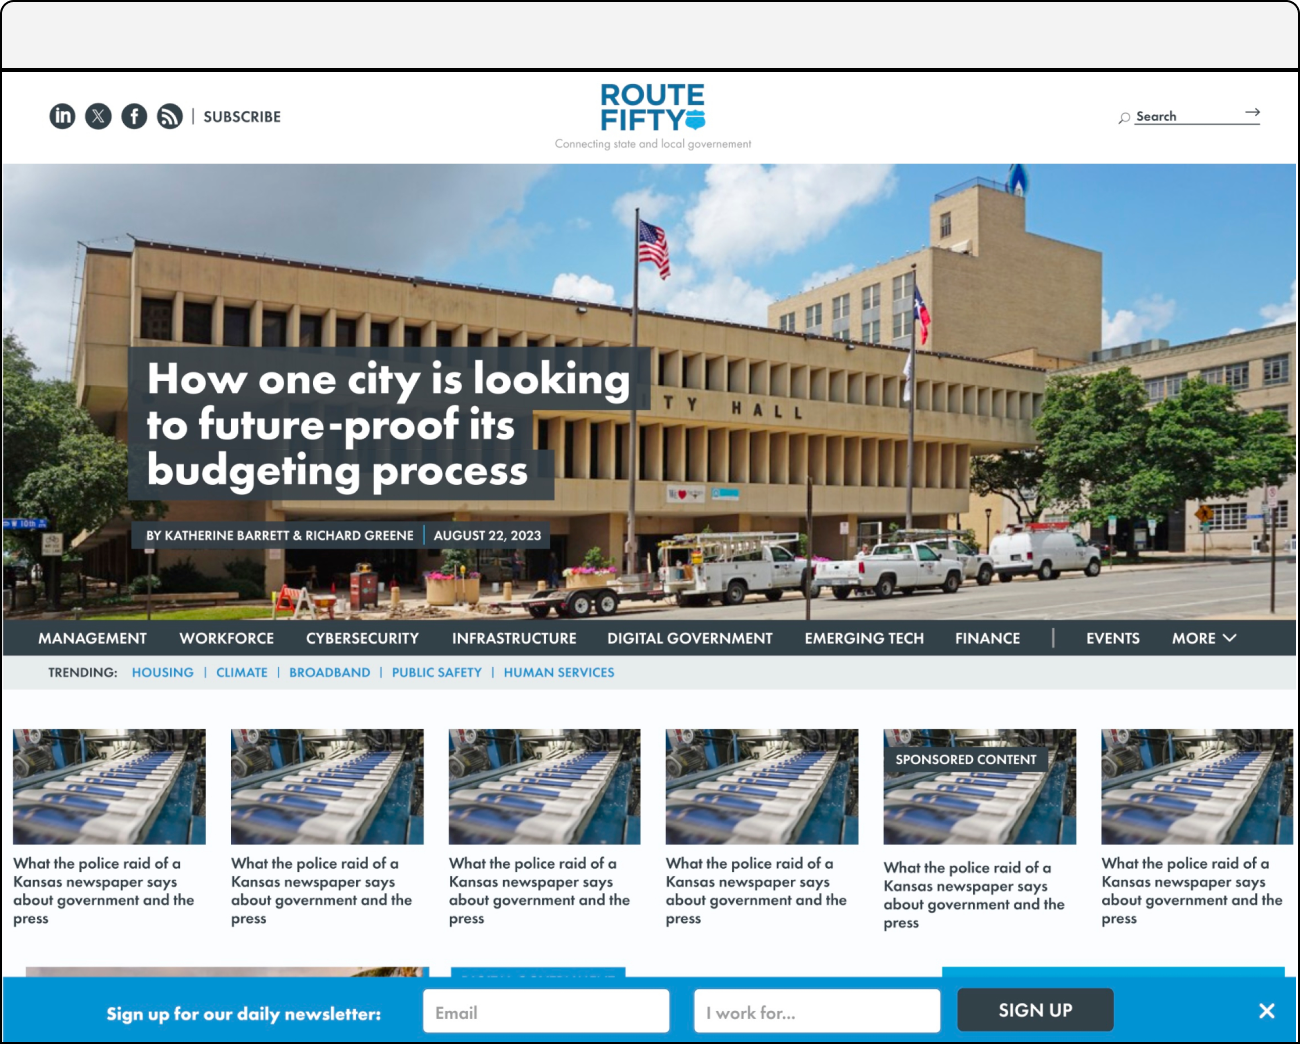 in
f
SUBSCRIBE
ROUTE
FIFTY
Connecting state and local governement
Search
TY HALL
How one city is looking
to future-proof its
budgeting process
BY KATHERINE BARRETT & RICHARD GREENE
AUGUST 22, 2023
W 10th
MANAGEMENT
WORKFORCE
CYBERSECURITY
INFRASTRUCTURE
DIGITAL GOVERNMENT
EMERGING TECH
FINANCE
|
EVENTS
MORE
TRENDING: HOUSING | CLIMATE | BROADBAND | PUBLIC SAFETY | HUMAN SERVICES
What the police raid of a
Kansas newspaper says
about government and the
press
What the police raid of a
Kansas newspaper says
about government and the
press
What the police raid of a
Kansas newspaper says
about government and the
press
What the police raid of a
Kansas newspaper says
about government and the
press
SPONSORED CONTENT
What the police raid of a
Kansas newspaper says
about government and the
press
What the police raid of a
Kansas newspaper says
about government and the
press
Sign up for our daily newsletter:
Email
I work for...
SIGN UP